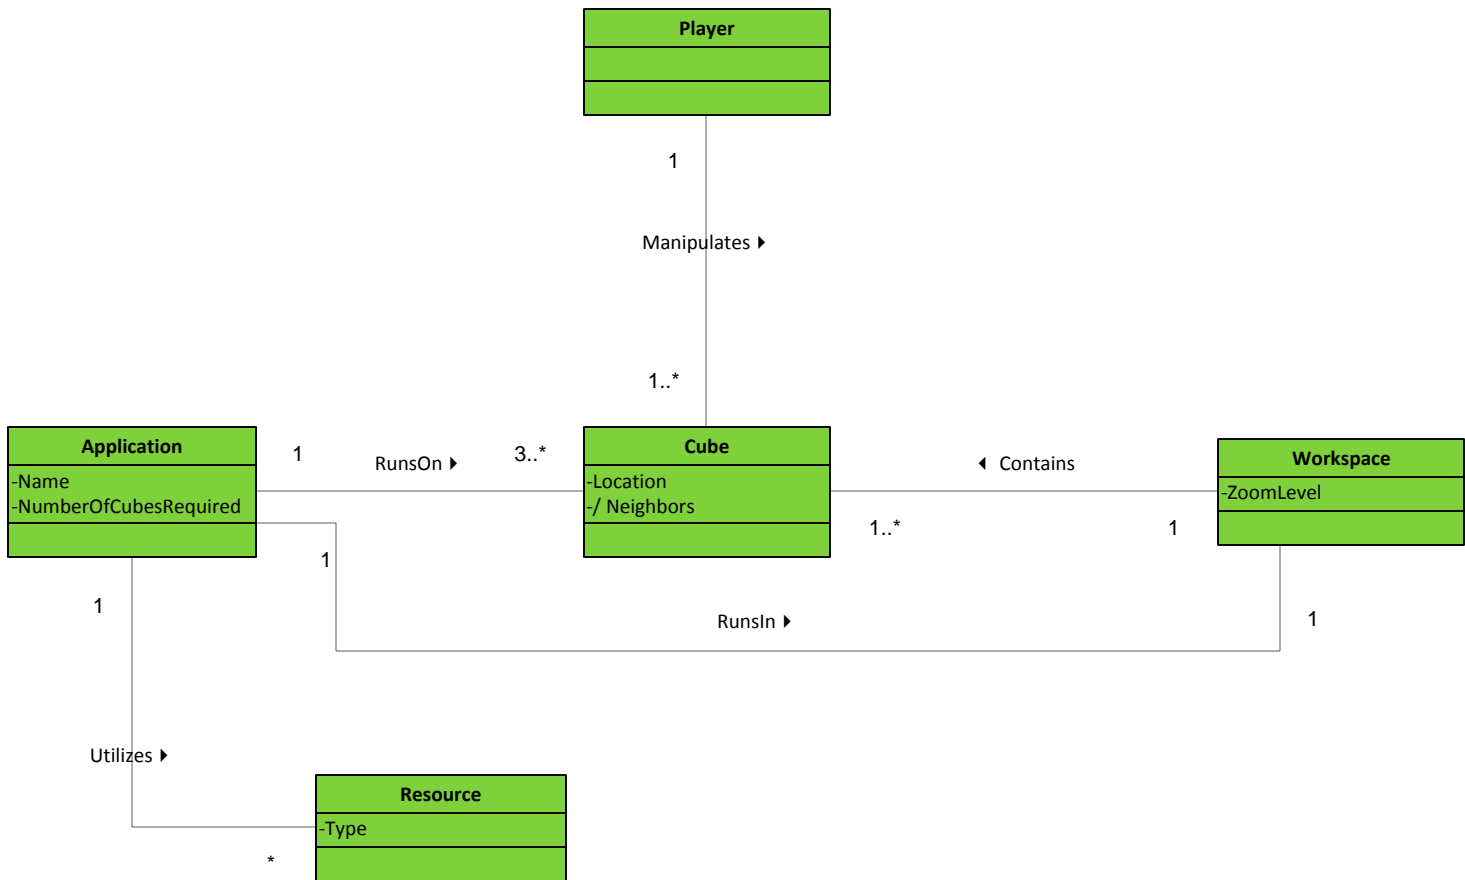 Player
1
Manipulates
1..*
Application
-Name
-NumberOfCubesRequired
1
RunsOn
3..*
Cube
-Location
-/ Neighbors
Contains
1..*
1
Workspace
-ZoomLevel
1
RunsIn
1
1
Utilizes
*
Resource
-Type